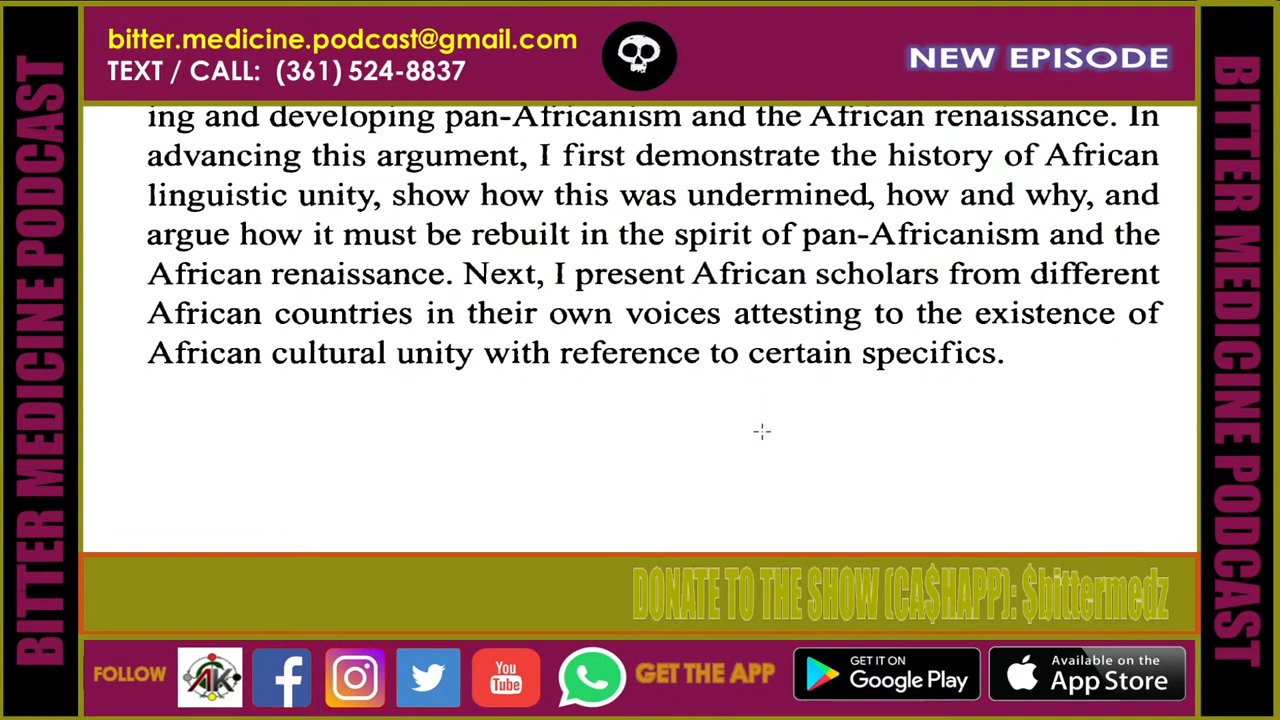 bitter.medicine.podcast@gmail.com
TEXT / CALL: (361) 524-8837
NEW EPISODE
BITTER MEDICINE PODCAST
ing and developing pan-Africanism and the African renaissance. In
advancing this argument, I first demonstrate the history of African
linguistic unity, show how this was undermined, how and why, and
argue how it must be rebuilt in the spirit of pan-Africanism and the
African renaissance. Next, I present African scholars from different
African countries in their own voices attesting to the existence of
African cultural unity with reference to certain specifics.
BITTER MEDICINE PODCAST
DONATE TO THE SHOW (CA$HAPP): $bittermedz
FOLLOW
ATK
You
Tube
GET THE APP
GET IT ON
Google Play
Available on the
App Store